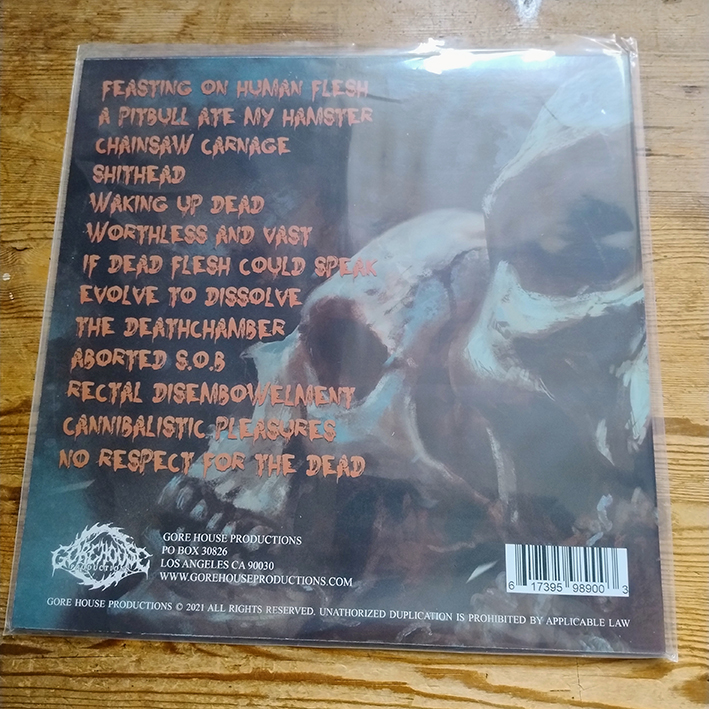 FEASTING ON HUMAN FLESH
A PITBULL ATE MY HAMSTER
CHAINSAW CARNAGE
SHITHEAD
WAKING UP DEAD
WORTHLESS AND VAST
IF DEAD FLESH COULD SPEAK
EVOLVE TO DISSOLVE
THE DEATHCHAMBER
ABORTED S.O.B
RECTAL DISEMBOWELMENT
CANNIBALISTIC PLEASURES
NO RESPECT FOR THE DEAD
GORE HOUSE
PRODUCTIONS
GORE HOUSE PRODUCTIONS
PO BOX 30826
LOS ANGELES CA 90030
WWW.GOREHOUSEPRODUCTIONS.COM
6 17395 98900 3
GORE HOUSE PRODUCTIONS © 2021 ALL RIGHTS RESERVED. UNATHORIZED DUPLICATION IS PROHIBITED BY APPLICABLE LAW